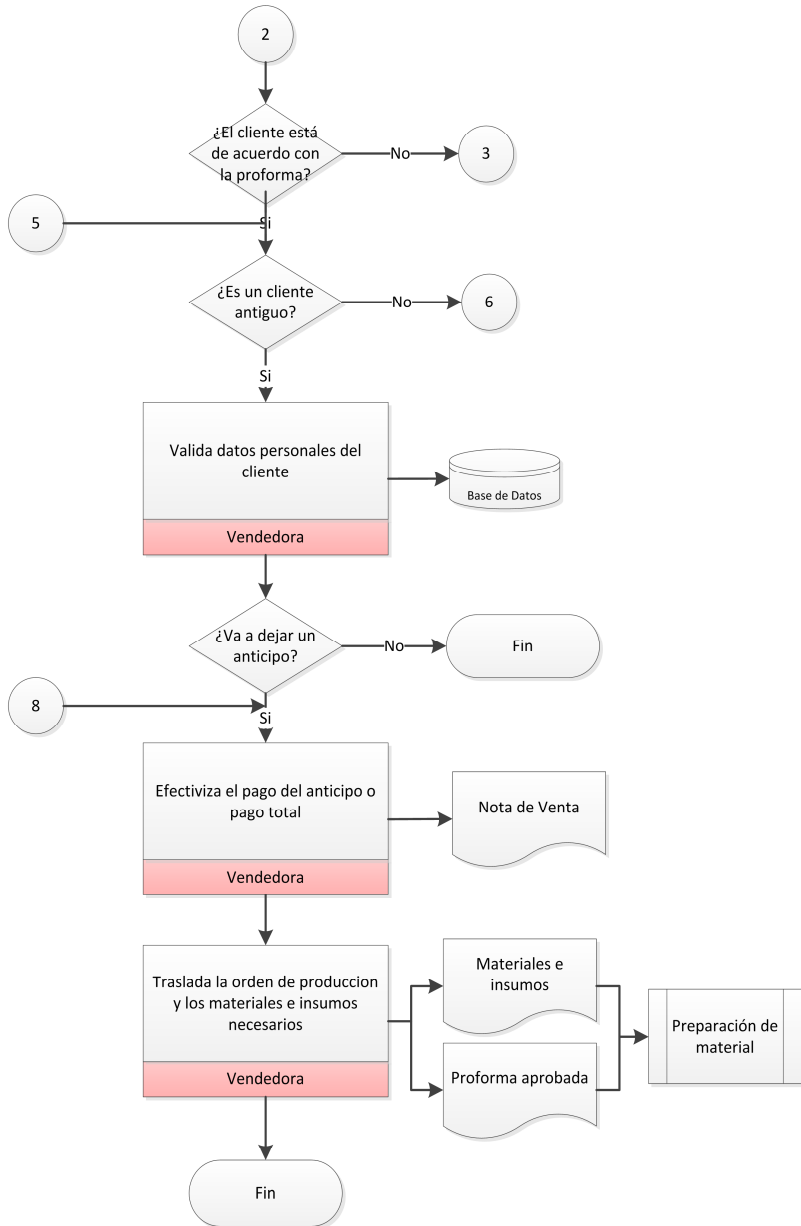 2
¿El cliente está
de acuerdo con
la proforma?
No
3
5
Si
¿Es un cliente
antiguo?
No
6
Si
Valida datos personales del
cliente
Base de Datos
Vendedora
¿Va a dejar un
anticipo?
No
Fin
8
Si
Efectiviza el pago del anticipo o
pago total
Nota de Venta
Vendedora
Traslada la orden de produccion
y los materiales e insumos
necesarios
Vendedora
Materiales e
insumos
Proforma aprobada
Preparación de
material
Fin